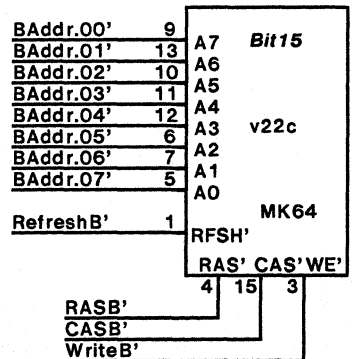 BAddr.00' 9 A7 Bit15
BAddr.01' 13 A6
BAddr.02' 10 A5
BAddr.03' 11 A4
BAddr.04' 12 A3 v22c
BAddr.05' 6 A2
BAddr.06' 7 A1
BAddr.07' 5 A0
MK64
RefreshB' 1 RFSH'
RAS' CAS' WE'
4 15 3
RASB'
CASB'
WriteB'